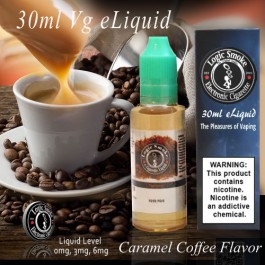 30ml Vg eLiquid
Logic Smoke
Electronic Cigarette
30ml eLiquid
The Pleasures of Vaping
WARNING:
This product
contains
nicotine.
Nicotine is
an addictive
chemical.
Liquid Level
0mg, 3mg, 6mg
Caramel Coffee Flavor